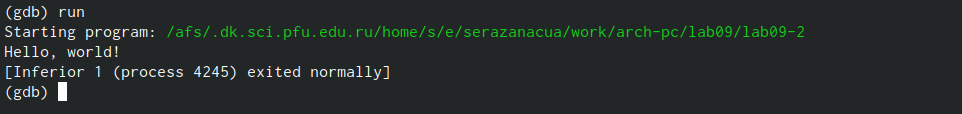 (gdb) run
Starting program: /afs/.dk.sci.pfu.edu.ru/home/s/e/serazanacua/work/arch-pc/lab09/lab09-2
Hello, world!
[Inferior 1 (process 4245) exited normally]
(gdb)